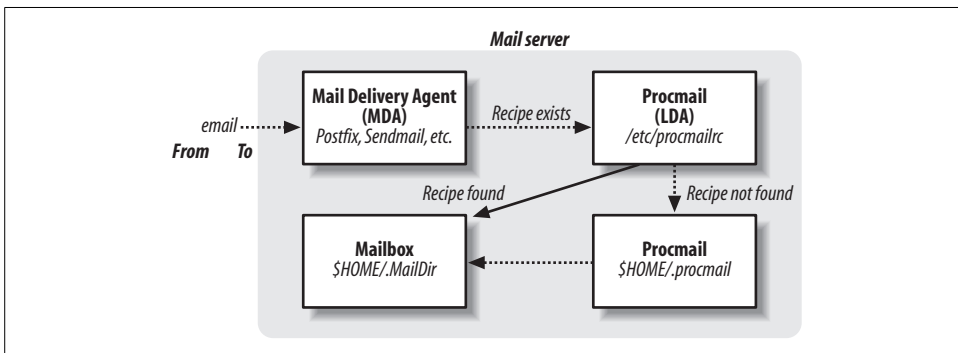 Mail server
Mail Delivery Agent
(MDA)
Postfix, Sendmail, etc.
Recipe exists
Procmail
(LDA)
/etc/procmailrc
email
From To
Recipe found
Recipe not found
Mailbox
$HOME/.MailDir
Procmail
$HOME/.procmail